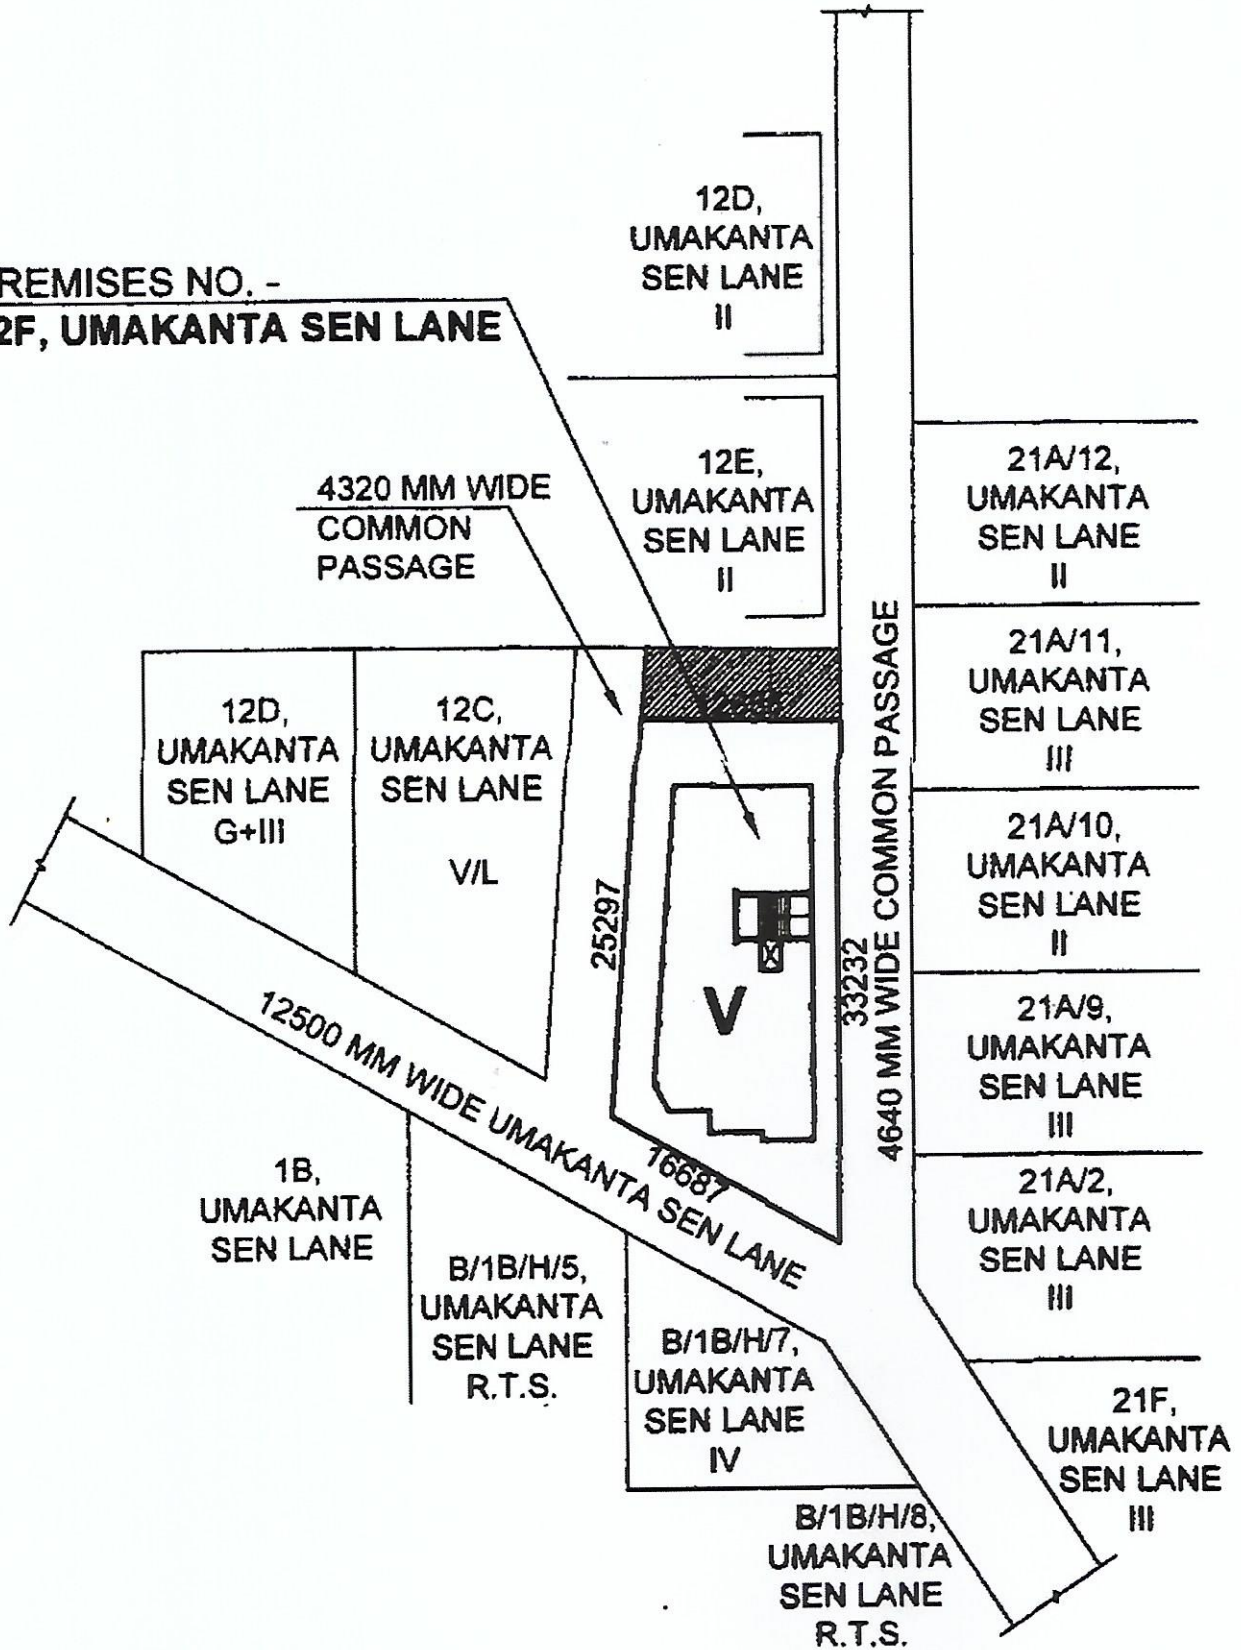 12D,
UMAKANTA
SEN LANE
II
REMISES NO. -
2F, UMAKANTA SEN LANE
12E,
UMAKANTA
SEN LANE
II
4320 MM WIDE
COMMON
PASSAGE
21A/12,
UMAKANTA
SEN LANE
II
21A/11,
UMAKANTA
SEN LANE
III
12D,
UMAKANTA
SEN LANE
G+III
12C,
UMAKANTA
SEN LANE
V/L
25297
V
33232
4640 MM WIDE COMMON PASSAGE
21A/10,
UMAKANTA
SEN LANE
II
21A/9,
UMAKANTA
SEN LANE
III
12500 MM WIDE UMAKANTA SEN LANE
16687
21A/2,
UMAKANTA
SEN LANE
III
1B,
UMAKANTA
SEN LANE
B/1B/H/5,
UMAKANTA
SEN LANE
R.T.S.
B/1B/H/7,
UMAKANTA
SEN LANE
IV
21F,
UMAKANTA
SEN LANE
III
B/1B/H/8,
UMAKANTA
SEN LANE
R.T.S.